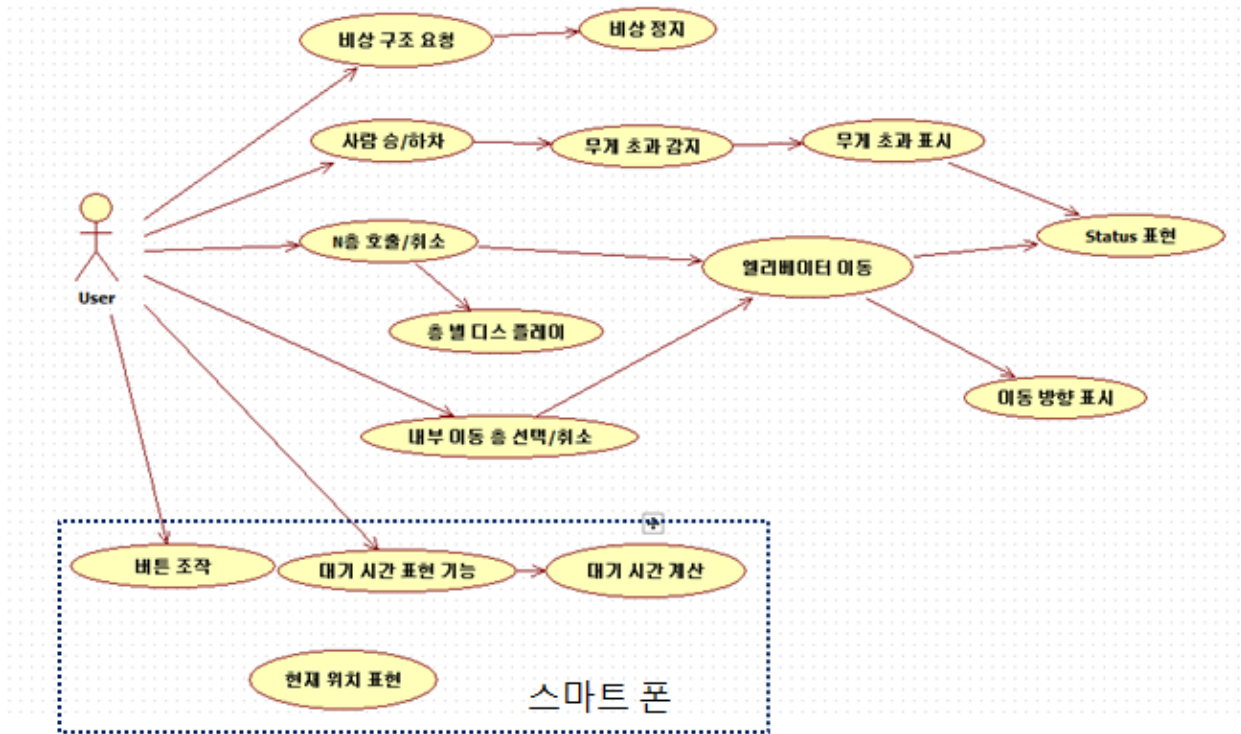 비상 구조 요청
비상 정지
사람 승/하차
무게 초과 감지
무게 초과 표시
N층 호출/취소
엘리베이터 이동
Status 표현
User
층 별 디스 플레이
이동 방향 표시
내부 이동 층 선택/취소
버튼 조작
대기 시간 표현 기능
대기 시간 계산
현재 위치 표현
스마트 폰